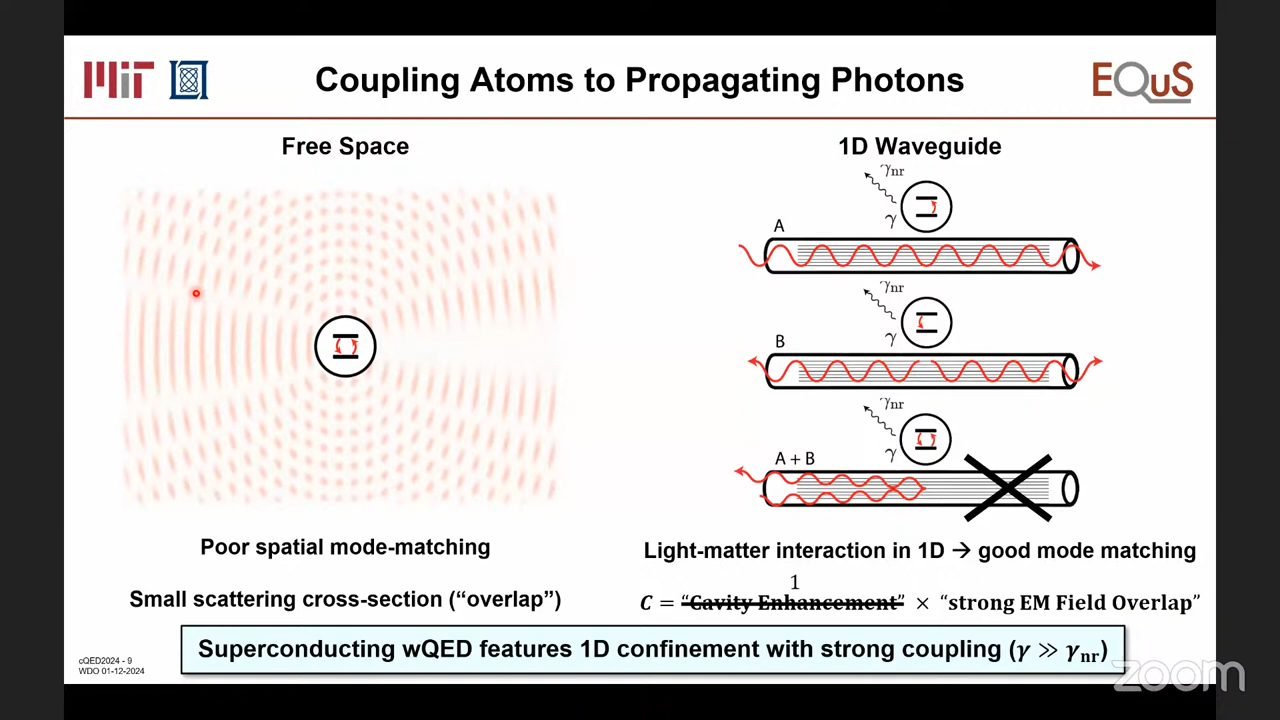 MIT
Coupling Atoms to Propagating Photons
EQuS
Free Space
Poor spatial mode-matching
Small scattering cross-section (“overlap”)
1D Waveguide
γnr
γ
A
γnr
γ
B
γnr
γ
A + B
Light-matter interaction in 1D → good mode matching
1
C = “Cavity Enhancement” × “strong EM Field Overlap”
Superconducting wQED features 1D confinement with strong coupling (γ ≫ γnr)
cQED2024 - 9
WDO 01-12-2024
zoom